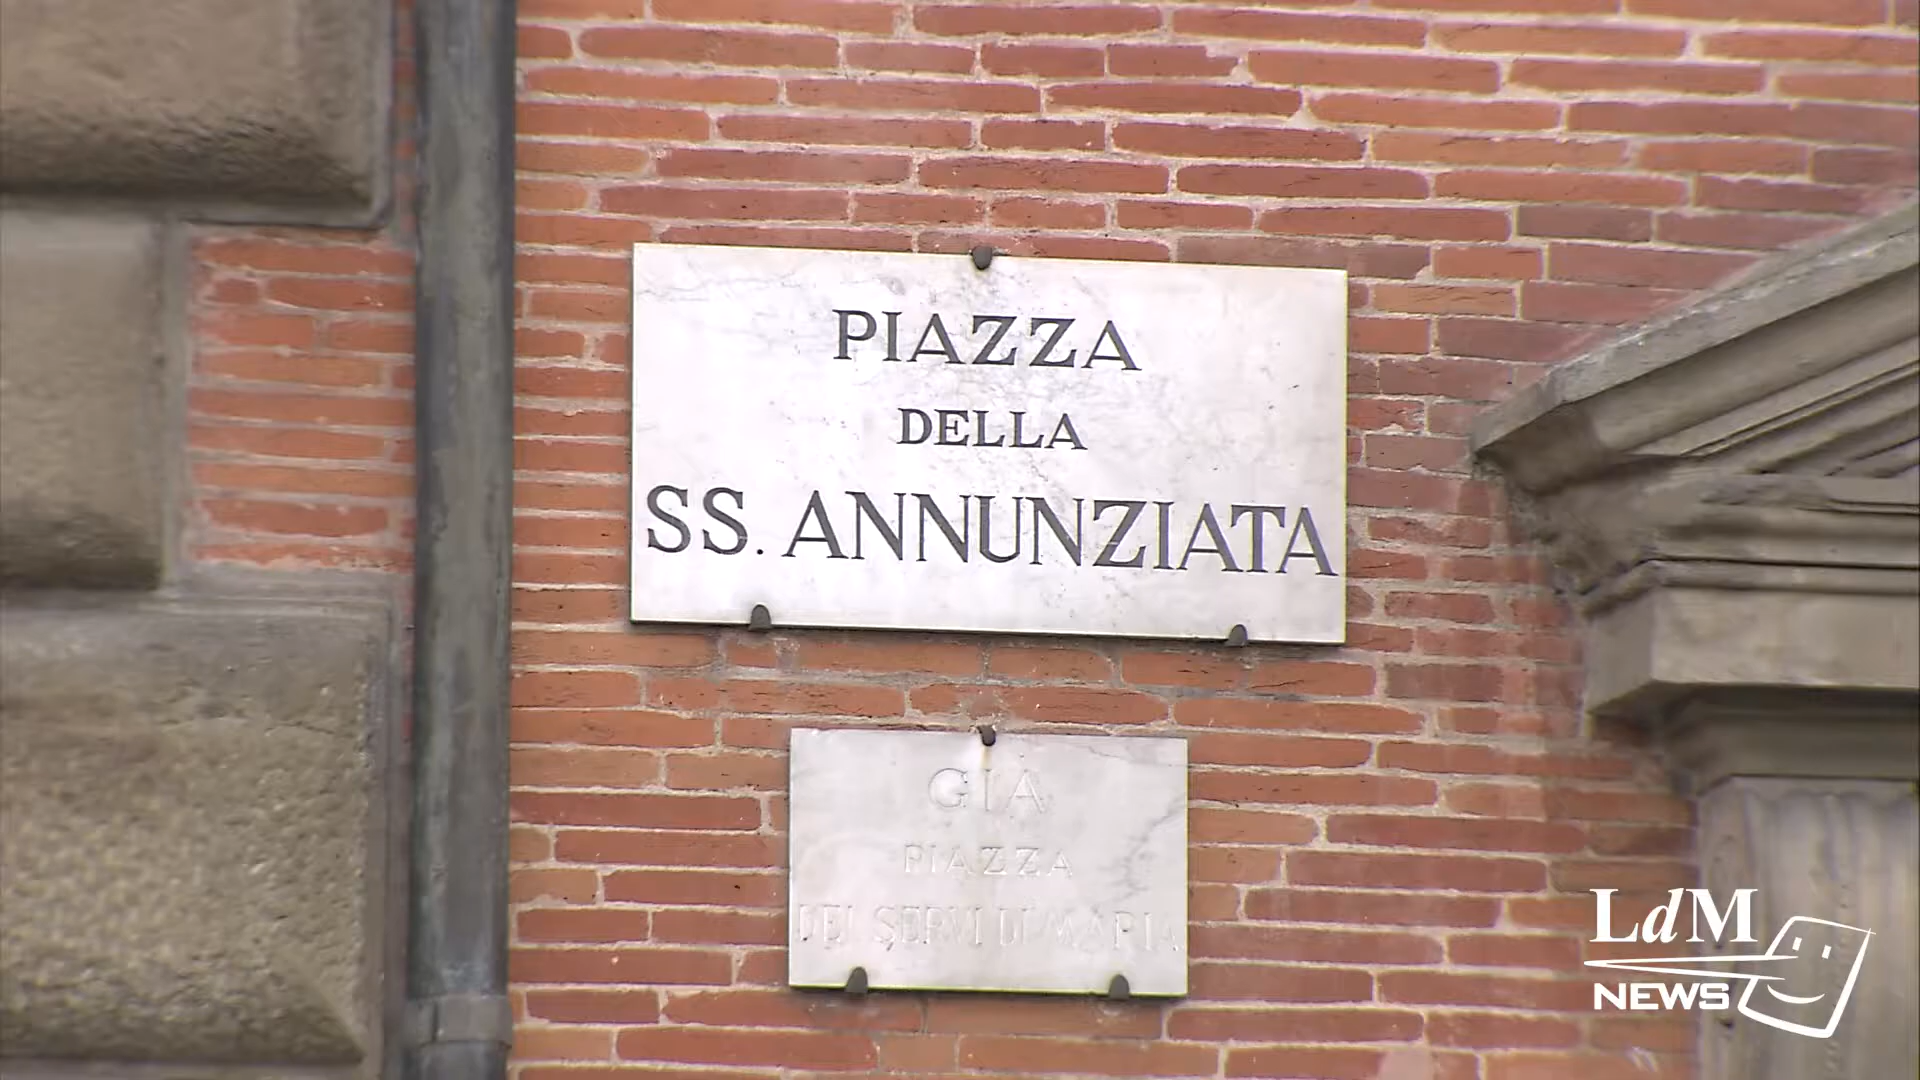 PIAZZA
DELLA
SS. ANNUNZIATA
GIÀ
PIAZZA
DEI SERVI DI MARIA
LdM
NEWS